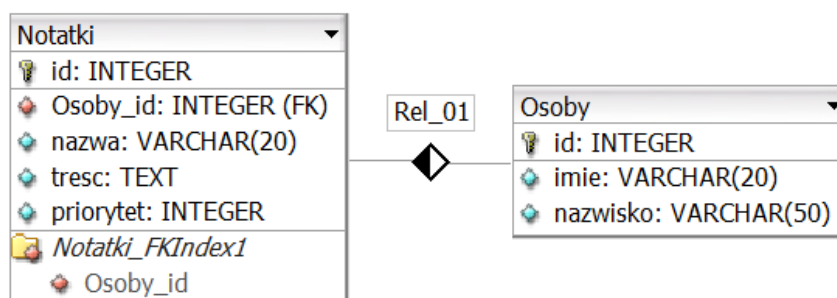 Notatki
id: INTEGER
Osoby_id: INTEGER (FK)
nazwa: VARCHAR(20)
tresc: TEXT
priorytet: INTEGER
Notatki_FKIndex1
Osoby_id
Rel_01
Osoby
id: INTEGER
imie: VARCHAR(20)
nazwisko: VARCHAR(50)